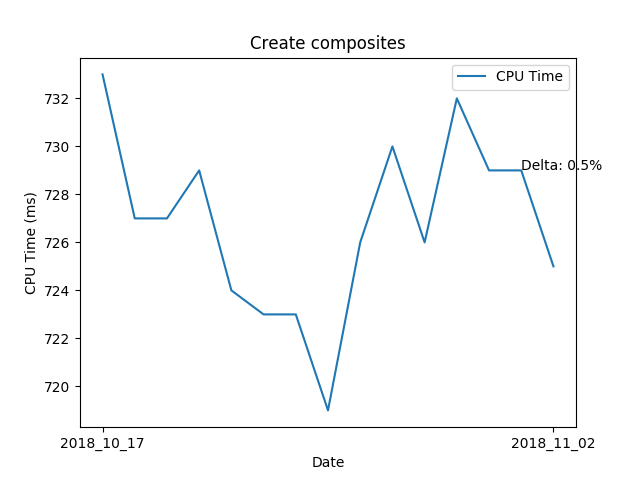 Create composites
CPU Time
732
730
728
726
724
722
720
CPU Time (ms)
Delta: 0.5%
2018_10_17
2018_11_02
Date